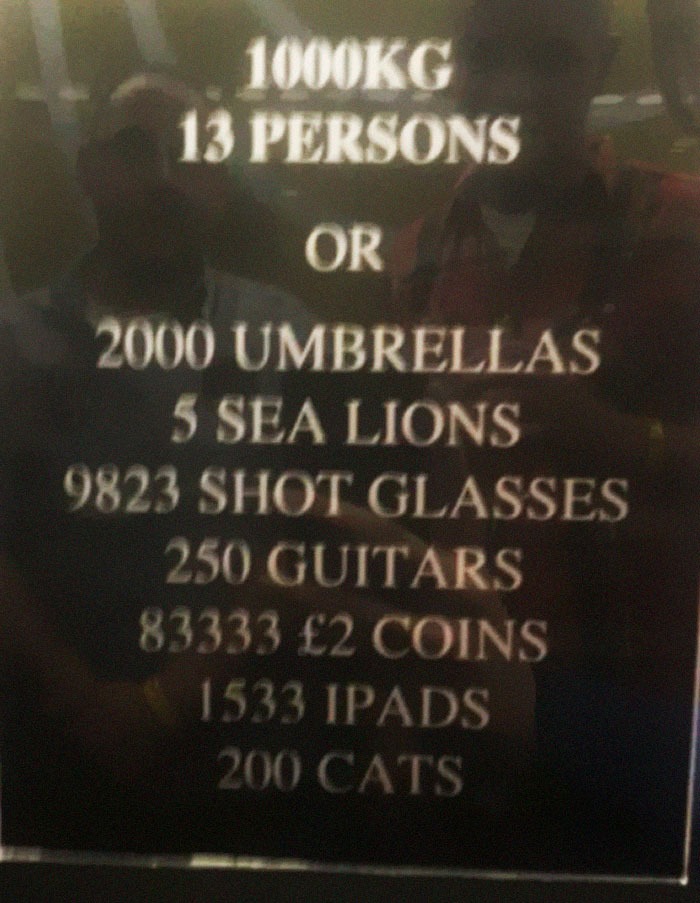 1000KG
13 PERSONS
OR
2000 UMBRELLAS
5 SEA LIONS
9823 SHOT GLASSES
250 GUITARS
83333 £2 COINS
1533 IPADS
200 CATS